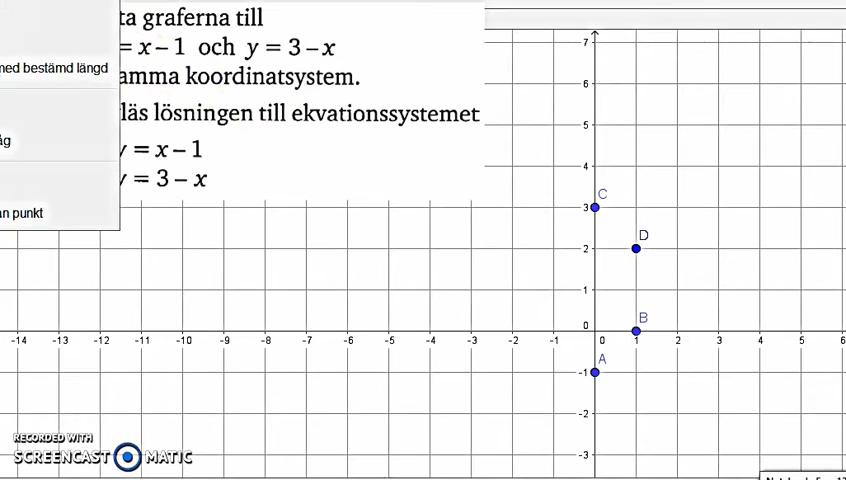 ta graferna till
= x – 1 och y = 3 – x
amma koordinatsystem.
läs lösningen till ekvationssystemet
y = x – 1
y = 3 – x
med bestämd längd
åg
an punkt
7
6
5
4
3
2
1
0
-1
-2
-3
-14 -13 -12 -11 -10 -9 -8 -7 -6 -5 -4 -3 -2 -1 0 1 2 3 4 5 6
C
D
B
A
RECORDED WITH
SCREENCAST MATIC